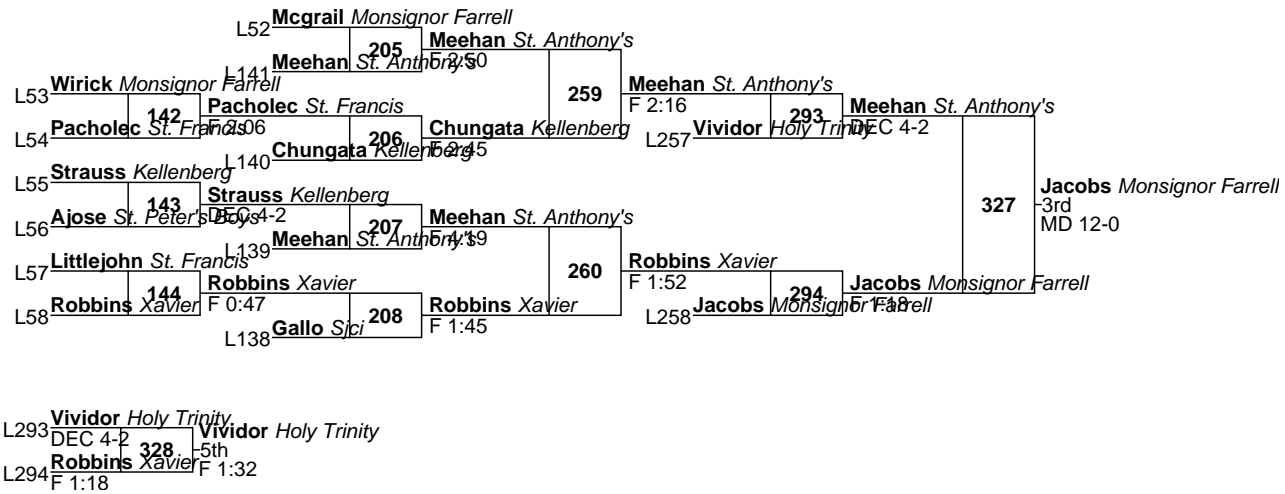 L52 Mcgrail Monsignor Farrell
205
L141 Meehan St. Anthony's
Meehan St. Anthony's
F 2:50
L53 Wirick Monsignor Farrell
142
L54 Pacholec St. Francis
Pacholec St. Francis
F 2:06
206
L140 Chungata Kellenberg
Chungata Kellenberg
F 2:45
259
Meehan St. Anthony's
F 2:16
293
L257 Vividor Holy Trinity
Meehan St. Anthony's
DEC 4-2
L55 Strauss Kellenberg
143
L56 Ajose St. Peter's Boys
Strauss Kellenberg
DEC 4-2
207
L139 Meehan St. Anthony's
Meehan St. Anthony's
F 4:19
L57 Littlejohn St. Francis
144
L58 Robbins Xavier
Robbins Xavier
F 0:47
208
L138 Gallo Sjci
Robbins Xavier
F 1:45
260
Robbins Xavier
F 1:52
294
L258 Jacobs Monsignor Farrell
Jacobs Monsignor Farrell
F 1:18
327
Jacobs Monsignor Farrell
3rd
MD 12-0
L293 Vividor Holy Trinity
DEC 4-2
328
L294 Robbins Xavier
F 1:18
Vividor Holy Trinity
5th
F 1:32